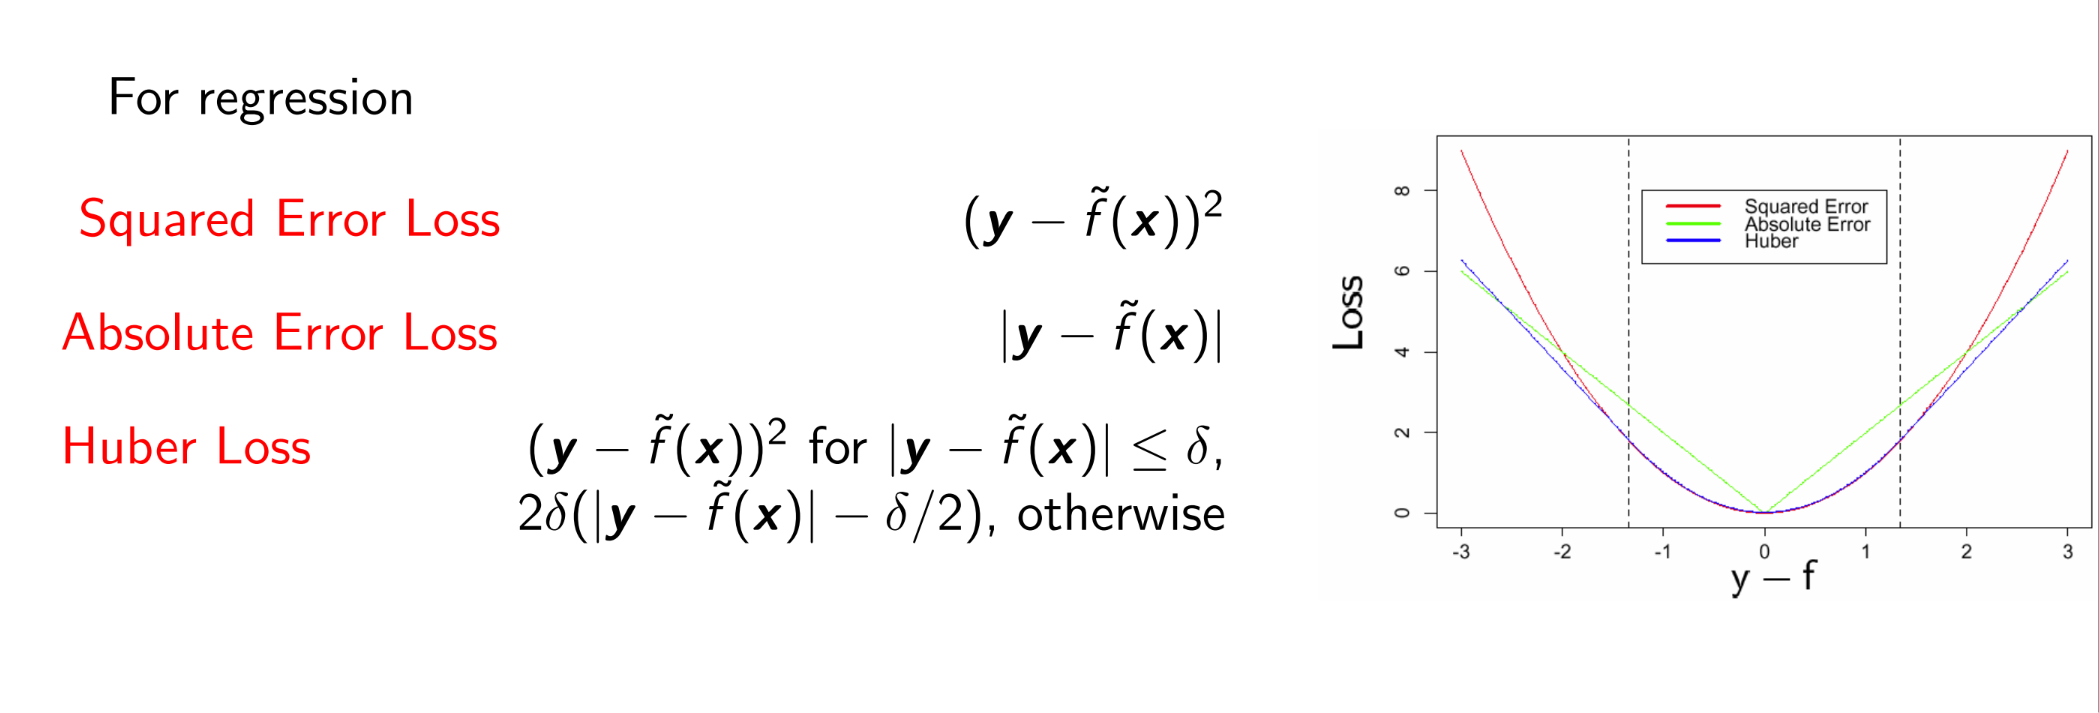 For regression
Squared Error Loss (y − f̃(x))²
Absolute Error Loss |y − f̃(x)|
Huber Loss (y − f̃(x))² for |y − f̃(x)| ≤ δ,
2δ(|y − f̃(x)| − δ/2), otherwise
Loss
8
6
4
2
0
Squared Error
Absolute Error
Huber
-3 -2 -1 0 1 2 3
y − f